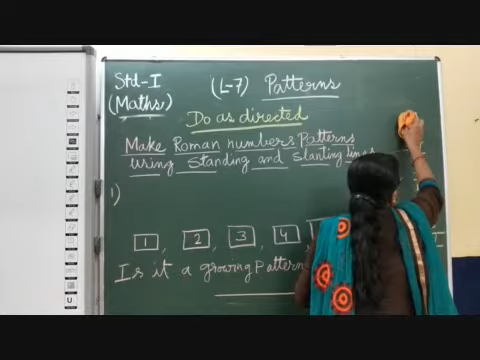 Std-I
(Maths)
(L-7) Patterns
Do as directed
Make Roman numbers Patterns
using standing and slanting lines
1)
1, 2, 3, 4,
Is it a growing Pattern